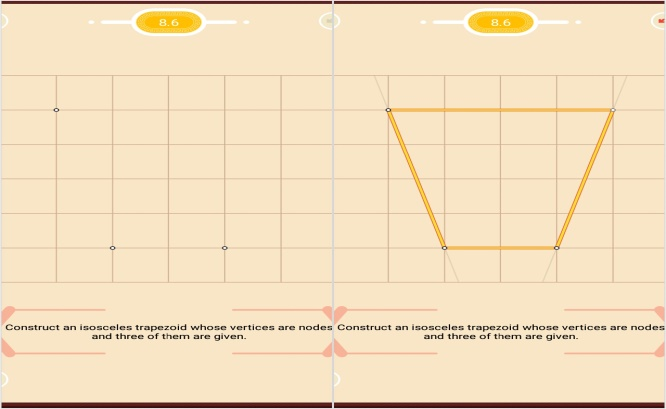 8.6
Construct an isosceles trapezoid whose vertices are nodes
and three of them are given.
8.6
Construct an isosceles trapezoid whose vertices are nodes
and three of them are given.